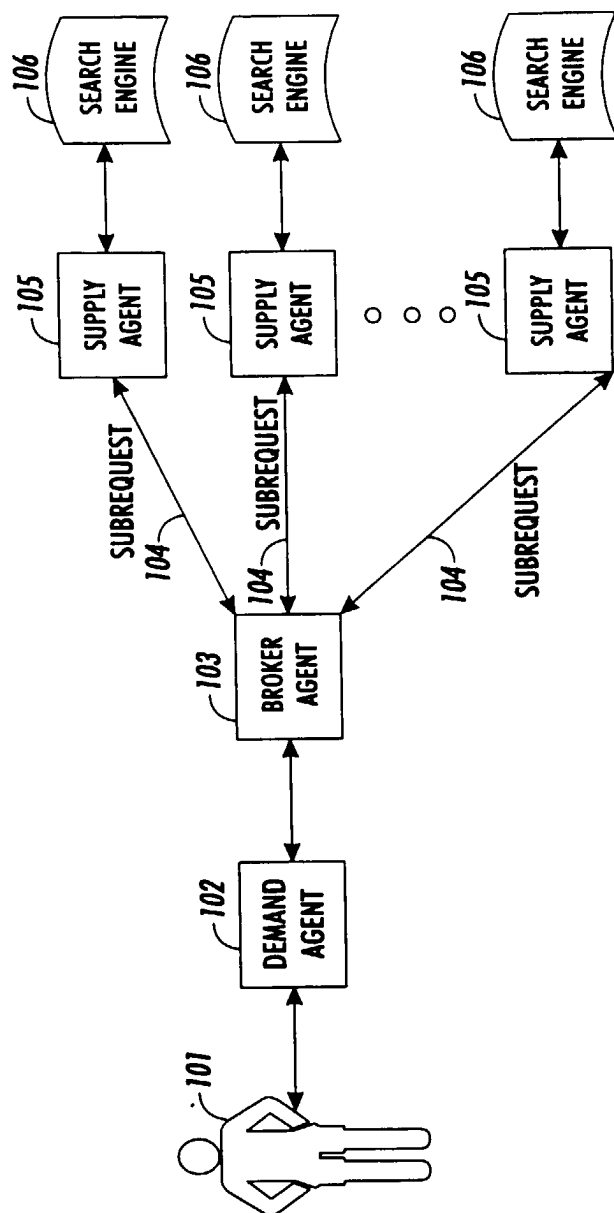 101
102
DEMAND
AGENT
103
BROKER
AGENT
SUBREQUEST
104
SUBREQUEST
104
SUBREQUEST
104
105
SUPPLY
AGENT
106
SEARCH
ENGINE
105
SUPPLY
AGENT
106
SEARCH
ENGINE
105
SUPPLY
AGENT
106
SEARCH
ENGINE